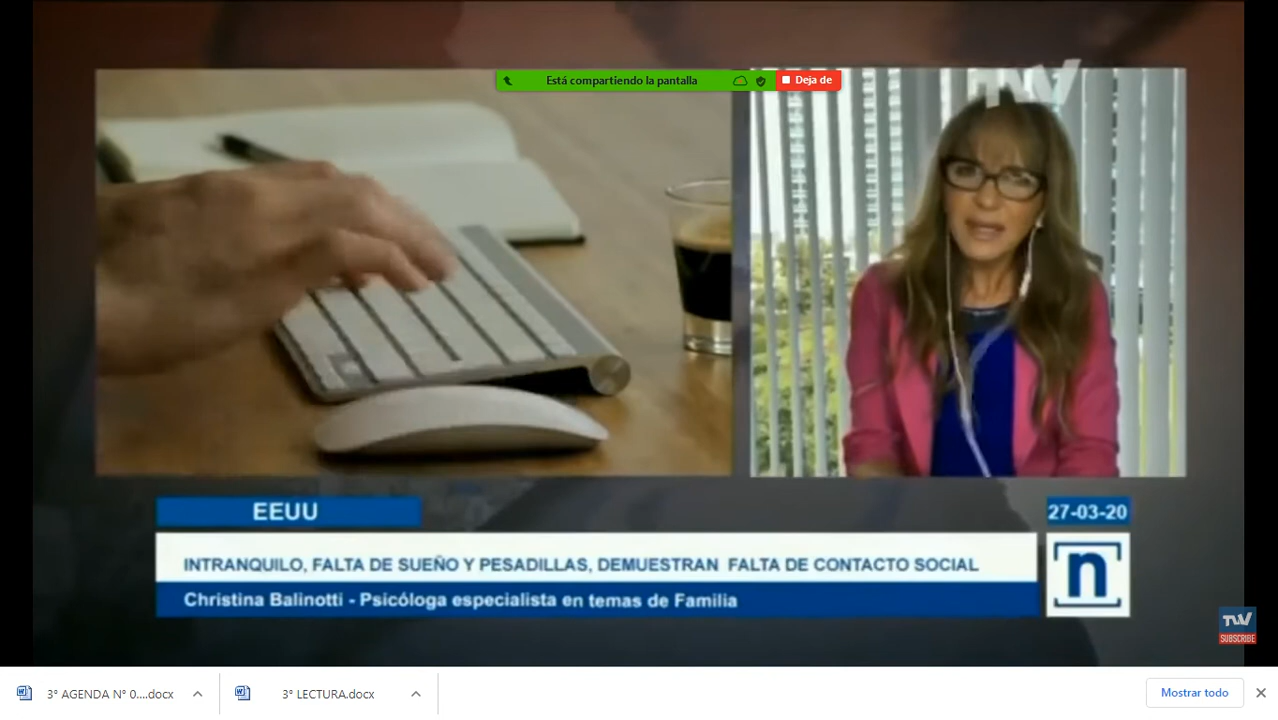 Está compartiendo la pantalla
Deja de
TVV
EEUU
27-03-20
INTRANQUILO, FALTA DE SUEÑO Y PESADILLAS, DEMUESTRAN FALTA DE CONTACTO SOCIAL
Christina Balinotti - Psicóloga especialista en temas de Familia
n
TVV
SUBSCRIBE
3° AGENDA N° 0....docx
3° LECTURA.docx
Mostrar todo